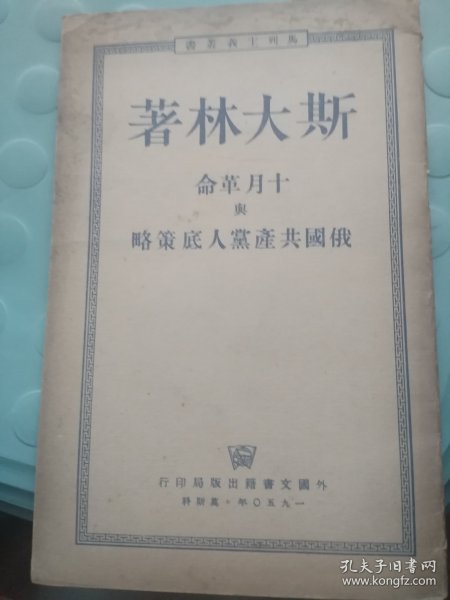 馬列主義叢書
斯大林著
十月革命
與
俄國共產黨人底策略
外國文書籍出版局印行
一九五〇年·莫斯科
孔夫子旧书网
www.kongfz.com